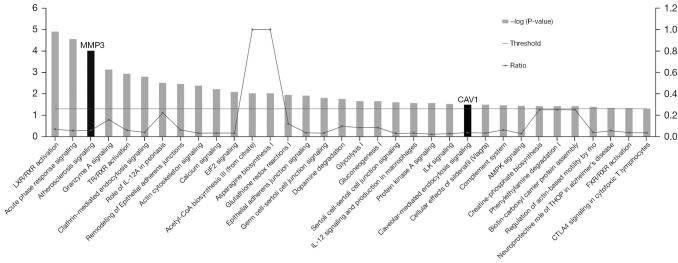 5
4
3
2
1
0
1.2
1.0
0.8
0.6
0.4
0.2
0.0
MMP3
CAV1
–log (P-value)
Threshold
Ratio
LXR/RXR activation
Acute phase response signaling
Atherosclerosis signaling
Granzyme A signaling
TR/RXR activation
Clathrin-mediated endocytosis signaling
Role of IL-12A in psoriasis
Remodeling of Epithelial adherens junctions
Actin cytoskeleton signaling
Calcium signaling
EIF2 signaling
Acetyl-CoA biosynthesis III (from citrate)
Asparagine biosynthesis I
Glutathione redox reactions I
Epithelial adherens junction signaling
Germ cell-sertoli cell junction signaling
Dopamine degradation
Glycolysis I
Gluconeogenesis I
Sertoli cell-sertoli cell junction signaling
IL-12 signaling and production in macrophages
Protein kinase A signaling
ILK signaling
Caveolar-mediated endocytosis signaling
Cellular effects of sildenafil (Viagra)
Complement system
AMPK signaling
Creatine-phosphate biosynthesis
Phenylethylamine degradation I
Biotin-carboxyl carrier protein assembly
Regulation of actin-based motility by rho
Neuroprotective role of THOP in alzheimer's disease
FXR/RXR activation
CTLA4 signaling in cytotoxic T lymphocytes